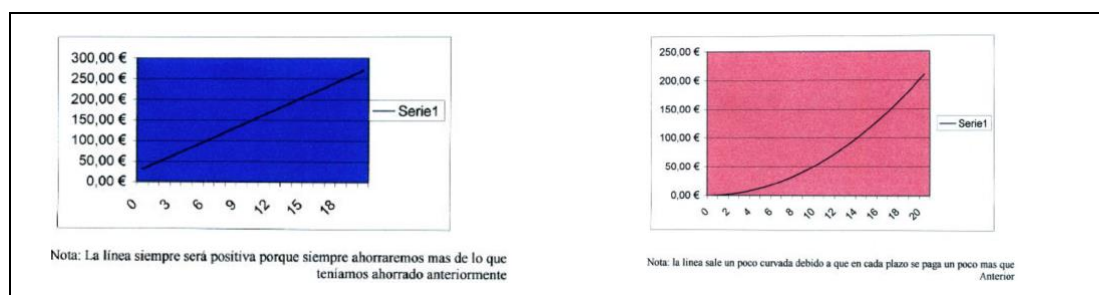 300,00 €
250,00 €
200,00 €
150,00 €
100,00 €
50,00 €
0,00 €
0 3 6 9 12 15 18
Serie1
Nota: La línea siempre será positiva porque siempre ahorraremos mas de lo que
teníamos ahorrado anteriormente
250,00 €
200,00 €
150,00 €
100,00 €
50,00 €
0,00 €
0 2 4 6 8 10 12 14 16 18 20
Serie1
Nota: la linea sale un poco curvada debido a que en cada plazo se paga un poco mas que
Anterior